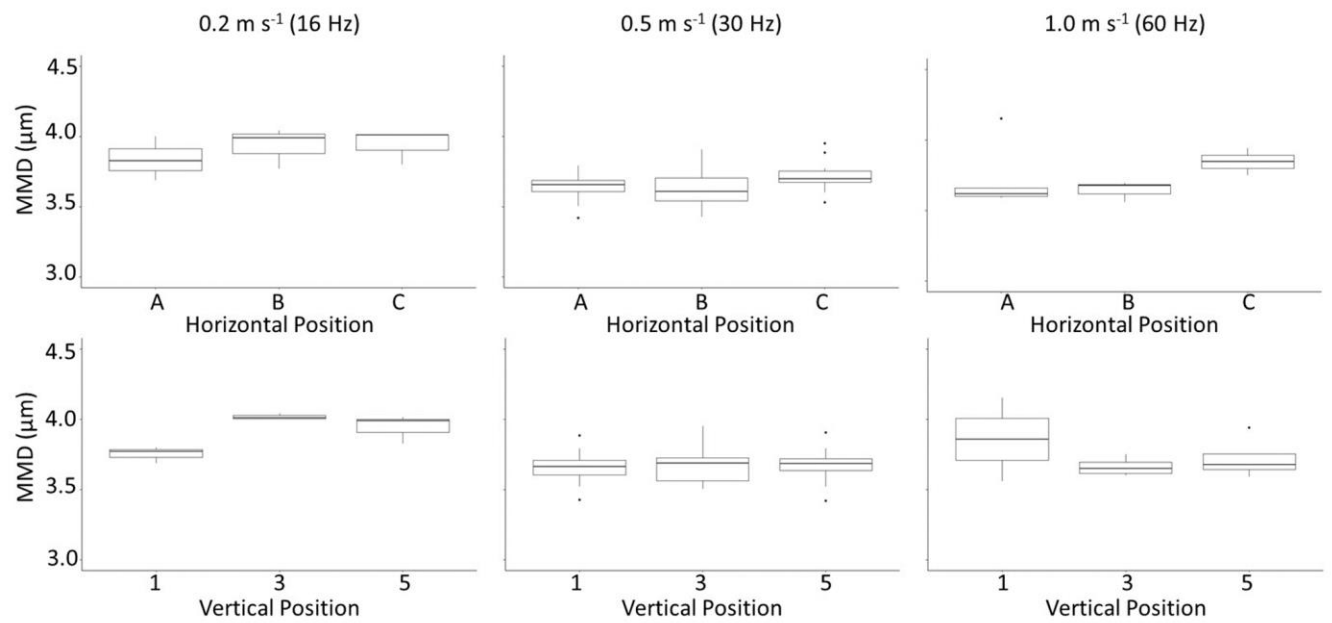 0.2 m s⁻¹ (16 Hz) 0.5 m s⁻¹ (30 Hz) 1.0 m s⁻¹ (60 Hz)
MMD (μm)
4.5
4.0
3.5
3.0
A B C A B C A B C
Horizontal Position Horizontal Position Horizontal Position
MMD (μm)
4.5
4.0
3.5
3.0
1 3 5 1 3 5 1 3 5
Vertical Position Vertical Position Vertical Position